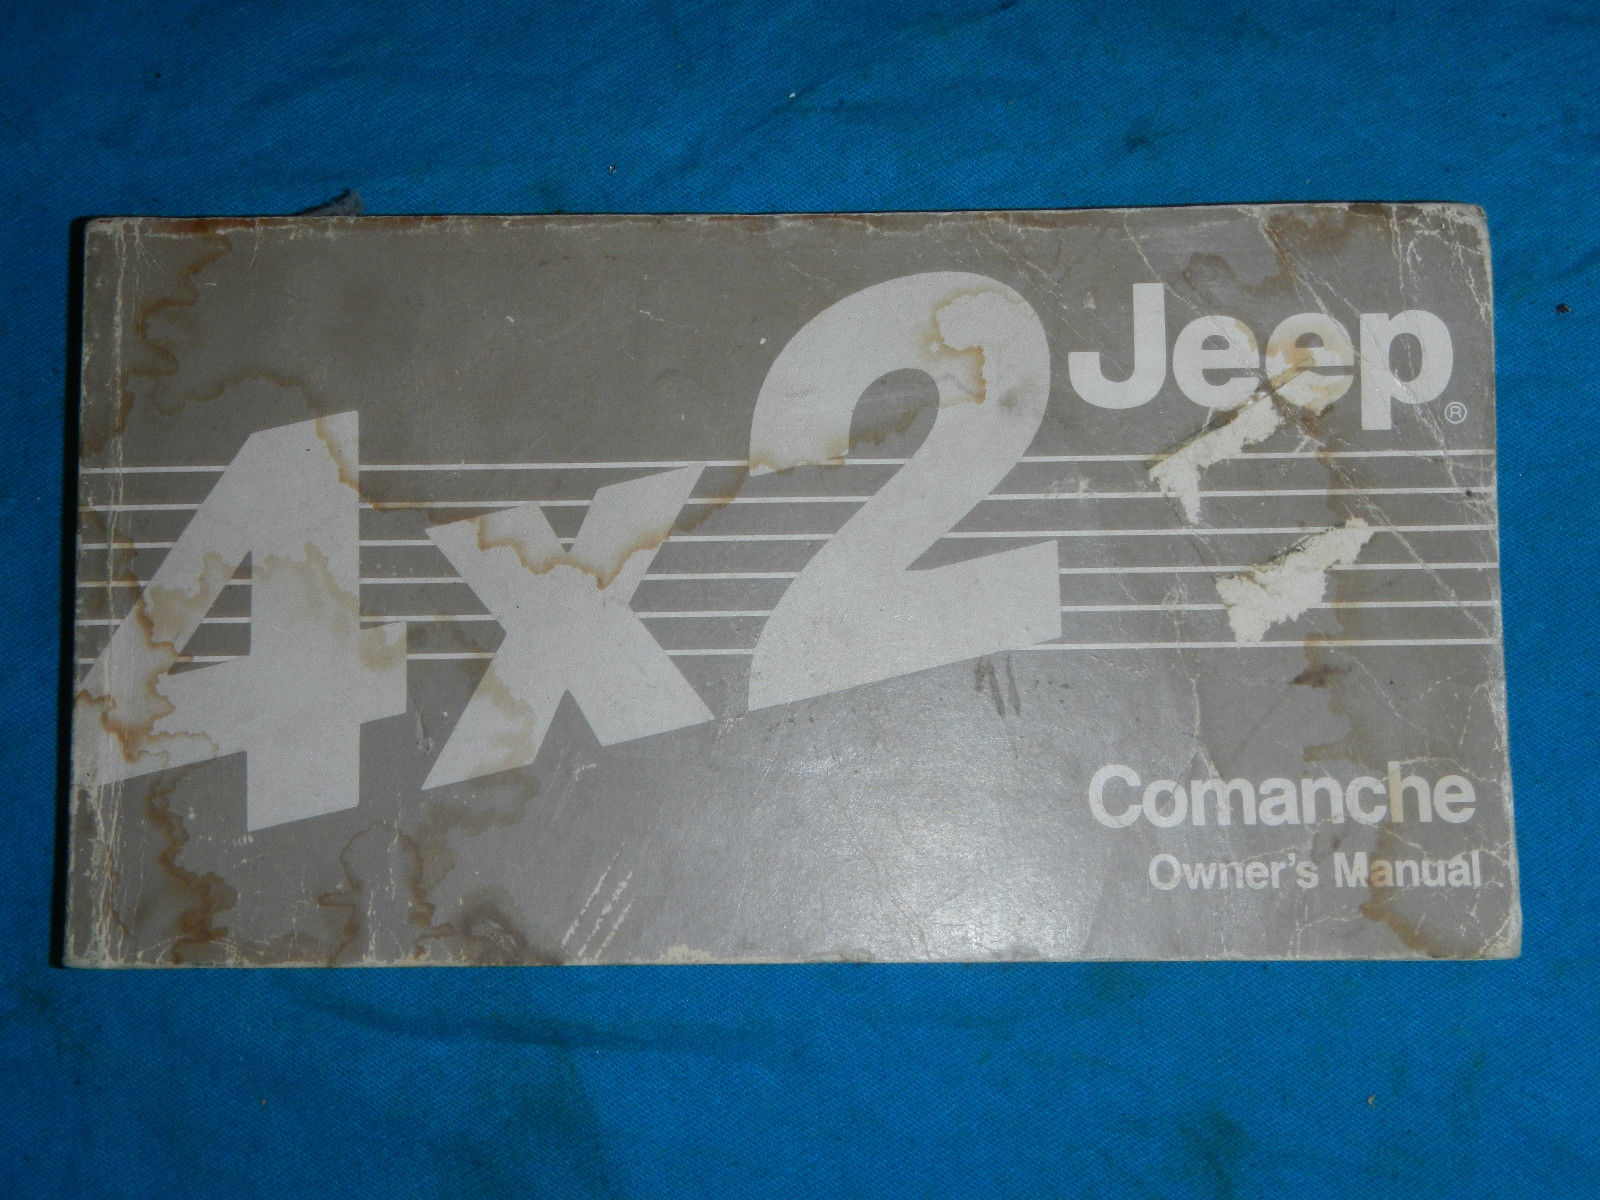 4x2
Jeep®
Comanche
Owner's Manual